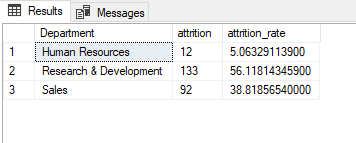 Results Messages
Department attrition attrition_rate
1 Human Resources 12 5.06329113900
2 Research & Development 133 56.11814345900
3 Sales 92 38.81856540000